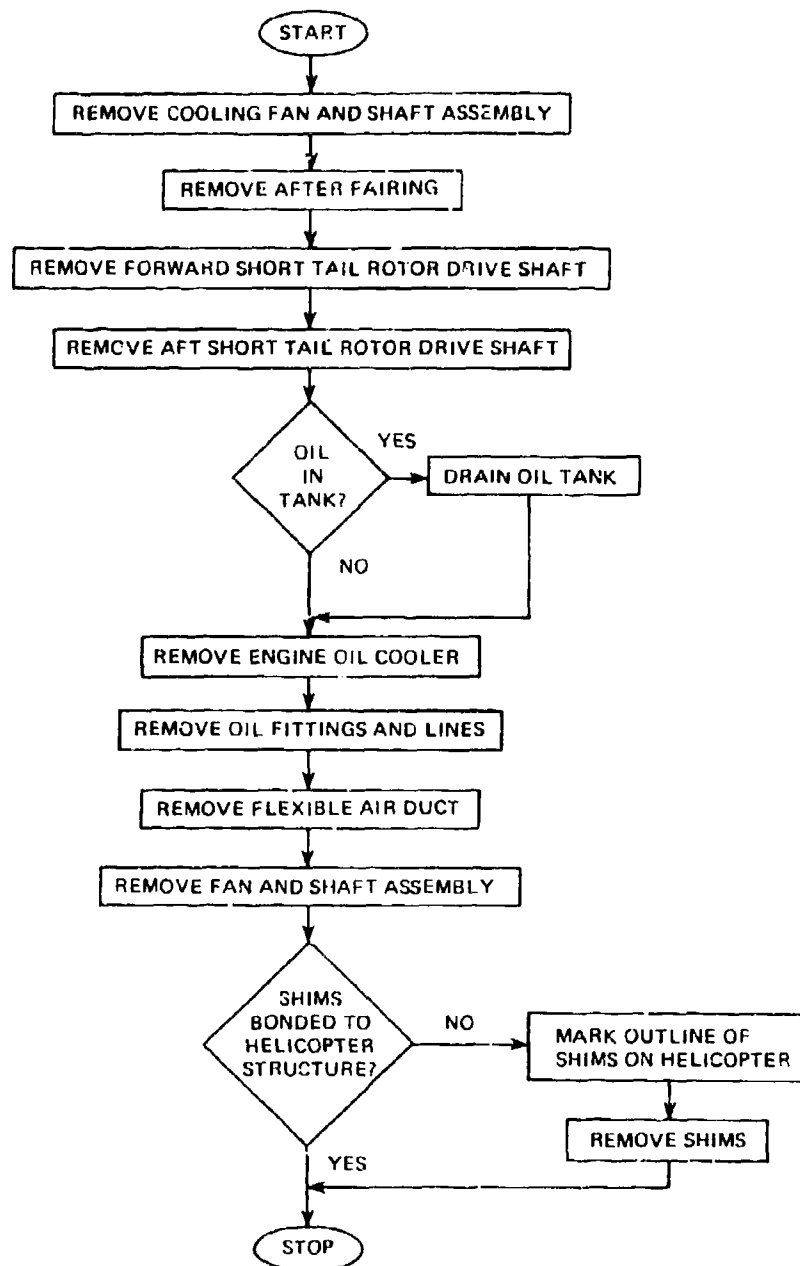 START
REMOVE COOLING FAN AND SHAFT ASSEMBLY
REMOVE AFTER FAIRING
REMOVE FORWARD SHORT TAIL ROTOR DRIVE SHAFT
REMOVE AFT SHORT TAIL ROTOR DRIVE SHAFT
OIL
IN
TANK?
YES
DRAIN OIL TANK
NO
REMOVE ENGINE OIL COOLER
REMOVE OIL FITTINGS AND LINES
REMOVE FLEXIBLE AIR DUCT
REMOVE FAN AND SHAFT ASSEMBLY
SHIMS
BONDED TO
HELICOPTER
STRUCTURE?
NO
MARK OUTLINE OF
SHIMS ON HELICOPTER
REMOVE SHIMS
YES
STOP